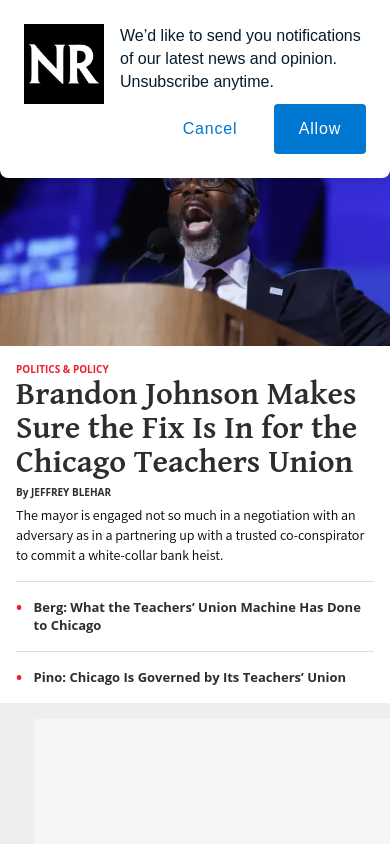 NR
We’d like to send you notifications
of our latest news and opinion.
Unsubscribe anytime.
Cancel
Allow
POLITICS & POLICY
Brandon Johnson Makes
Sure the Fix Is In for the
Chicago Teachers Union
By JEFFREY BLEHAR
The mayor is engaged not so much in a negotiation with an
adversary as in a partnering up with a trusted co-conspirator
to commit a white-collar bank heist.
• Berg: What the Teachers’ Union Machine Has Done
to Chicago
• Pino: Chicago Is Governed by Its Teachers’ Union